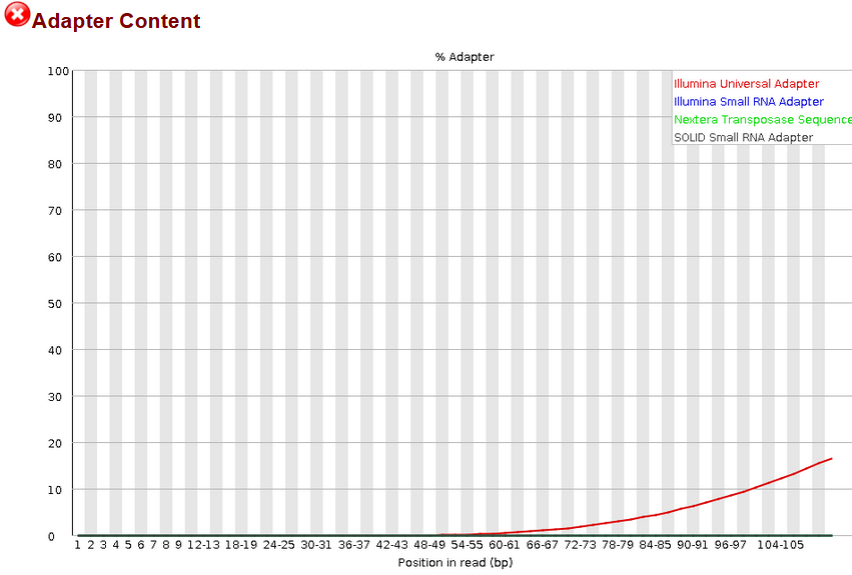 Adapter Content
% Adapter
Illumina Universal Adapter
Illumina Small RNA Adapter
Nextera Transposase Sequence
SOLID Small RNA Adapter
100
90
80
70
60
50
40
30
20
10
0
1 2 3 4 5 6 7 8 9 12-13 18-19 24-25 30-31 36-37 42-43 48-49 54-55 60-61 66-67 72-73 78-79 84-85 90-91 96-97 104-105
Position in read (bp)